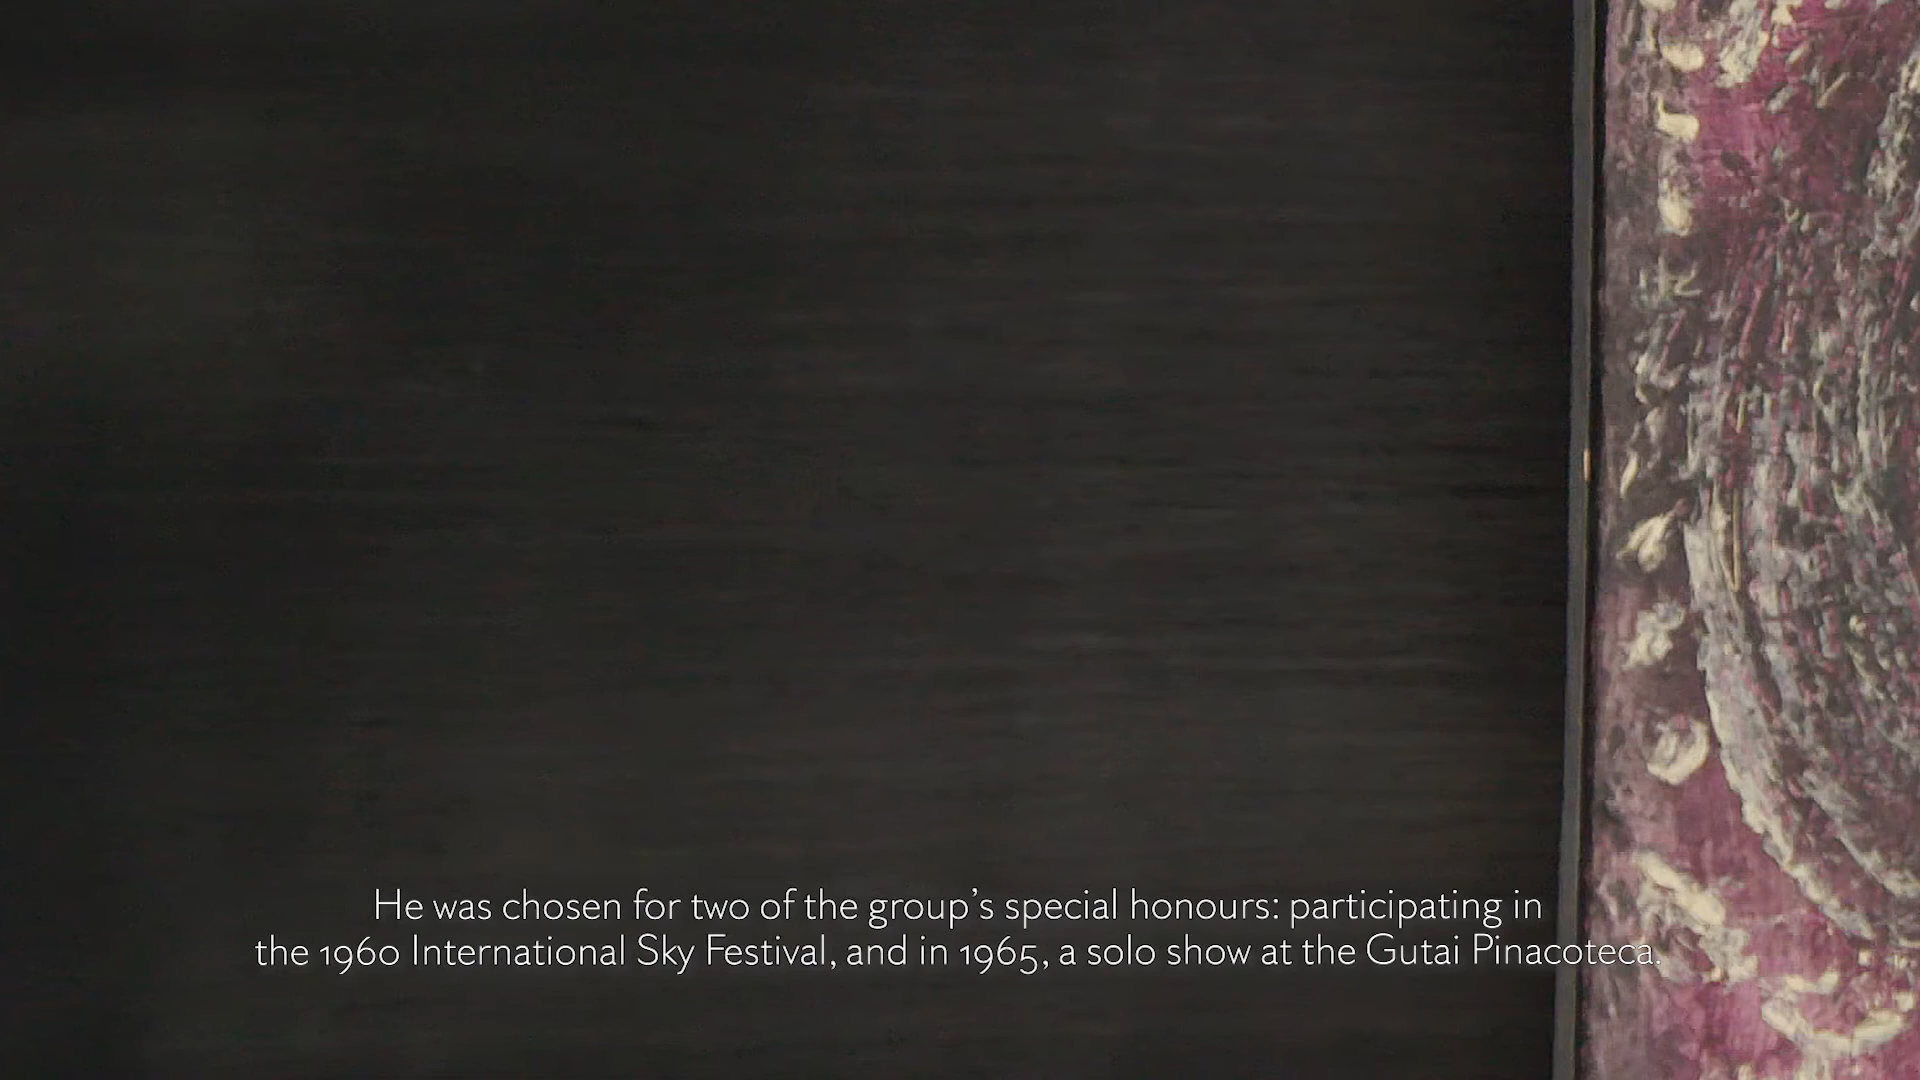 He was chosen for two of the group’s special honours: participating in
the 1960 International Sky Festival, and in 1965, a solo show at the Gutai Pinacoteca.